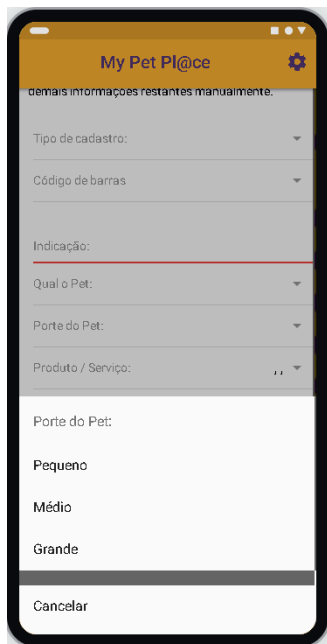 My Pet Pl@ce
demais informações restantes manualmente.
Tipo de cadastro:
Código de barras
Indicação:
Qual o Pet:
Porte do Pet:
Produto / Serviço: , ,
Porte do Pet:
Pequeno
Médio
Grande
Cancelar